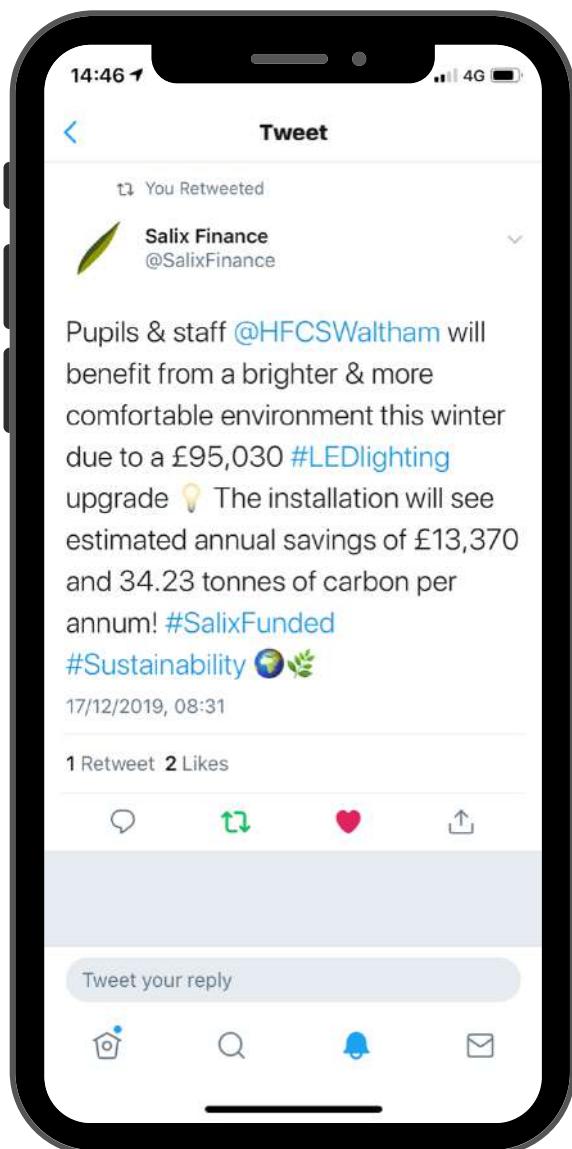 14:46
4G
Tweet
You Retweeted
Salix Finance
@SalixFinance
Pupils & staff @HFCSWaltham will
benefit from a brighter & more
comfortable environment this winter
due to a £95,030 #LEDlighting
upgrade 💡 The installation will see
estimated annual savings of £13,370
and 34.23 tonnes of carbon per
annum! #SalixFunded
#Sustainability 🌍🌿
17/12/2019, 08:31
1 Retweet 2 Likes
Tweet your reply